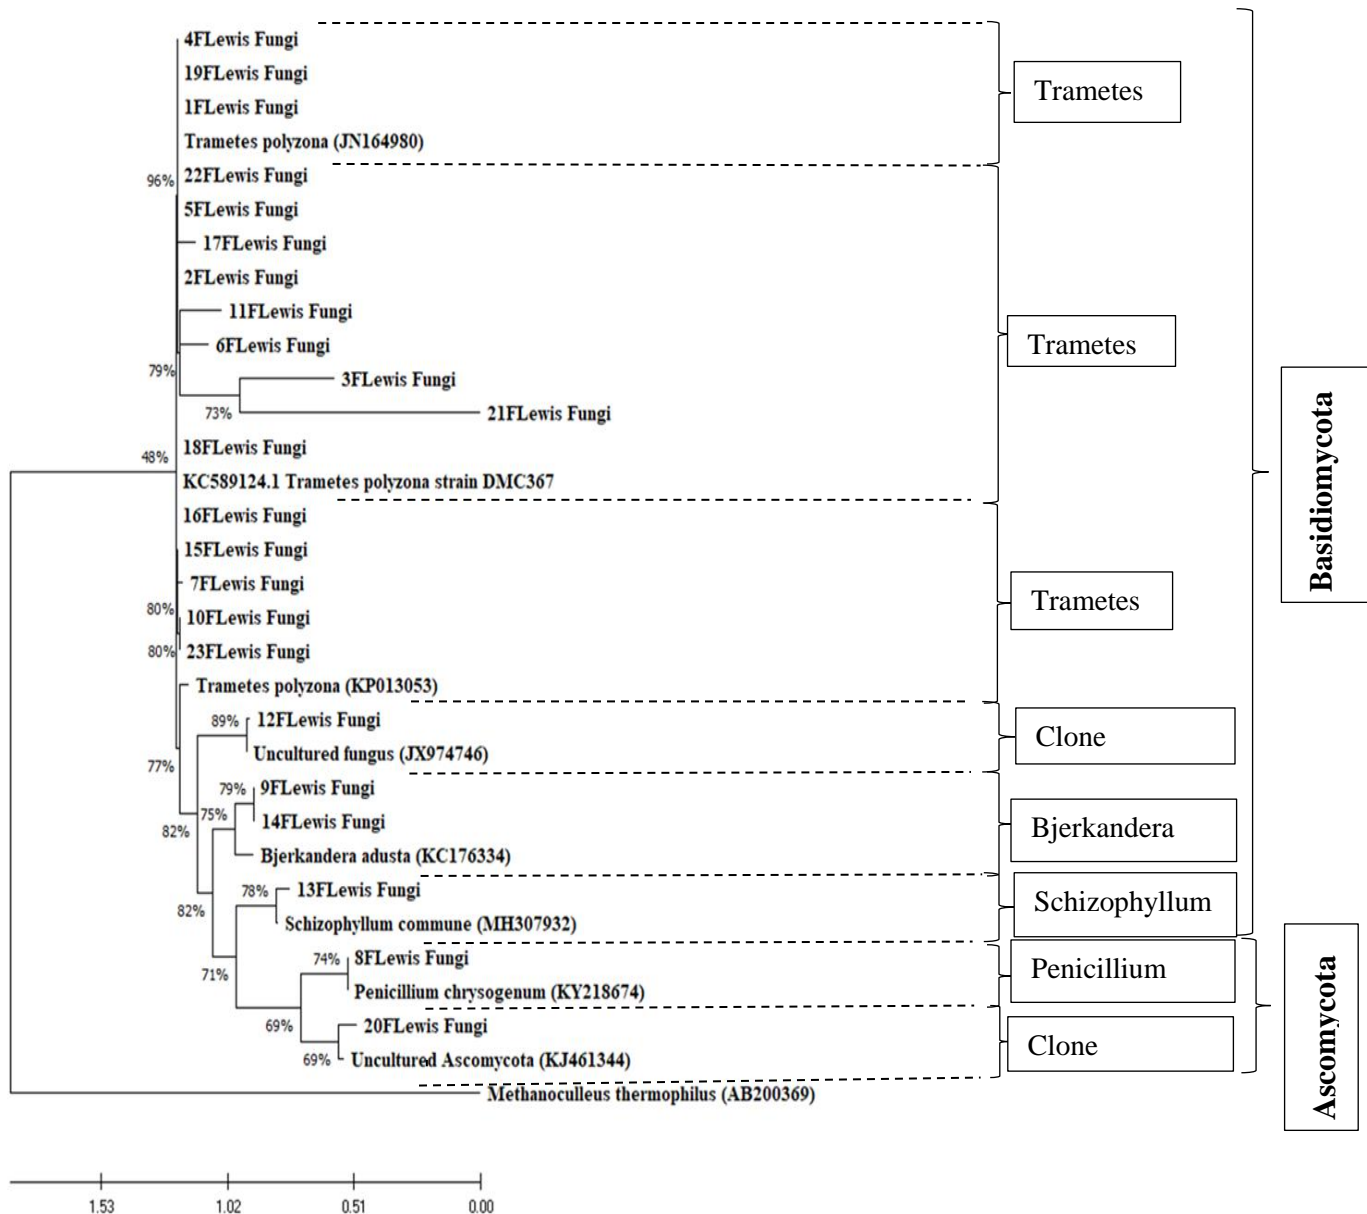 4FLewis Fungi
19FLewis Fungi
1FLewis Fungi
Trametes polyzona (JN164980)
Trametes
96%
22FLewis Fungi
5FLewis Fungi
17FLewis Fungi
2FLewis Fungi
11FLewis Fungi
6FLewis Fungi
Trametes
79%
3FLewis Fungi
73%
21FLewis Fungi
18FLewis Fungi
48%
KC589124.1 Trametes polyzona strain DMC367
Basidiomycota
16FLewis Fungi
15FLewis Fungi
7FLewis Fungi
80%
10FLewis Fungi
Trametes
80%
23FLewis Fungi
Trametes polyzona (KP013053)
89%
12FLewis Fungi
Uncultured fungus (JX974746)
Clone
77%
79%
9FLewis Fungi
75%
14FLewis Fungi
82%
Bjerkandera adusta (KC176334)
Bjerkandera
78%
13FLewis Fungi
82%
Schizophyllum commune (MH307932)
Schizophyllum
74%
8FLewis Fungi
71%
Penicillium chrysogenum (KY218674)
Penicillium
69%
20FLewis Fungi
69%
Uncultured Ascomycota (KJ461344)
Clone
Ascomycota
Methanoculleus thermophilus (AB200369)
1.53 1.02 0.51 0.00